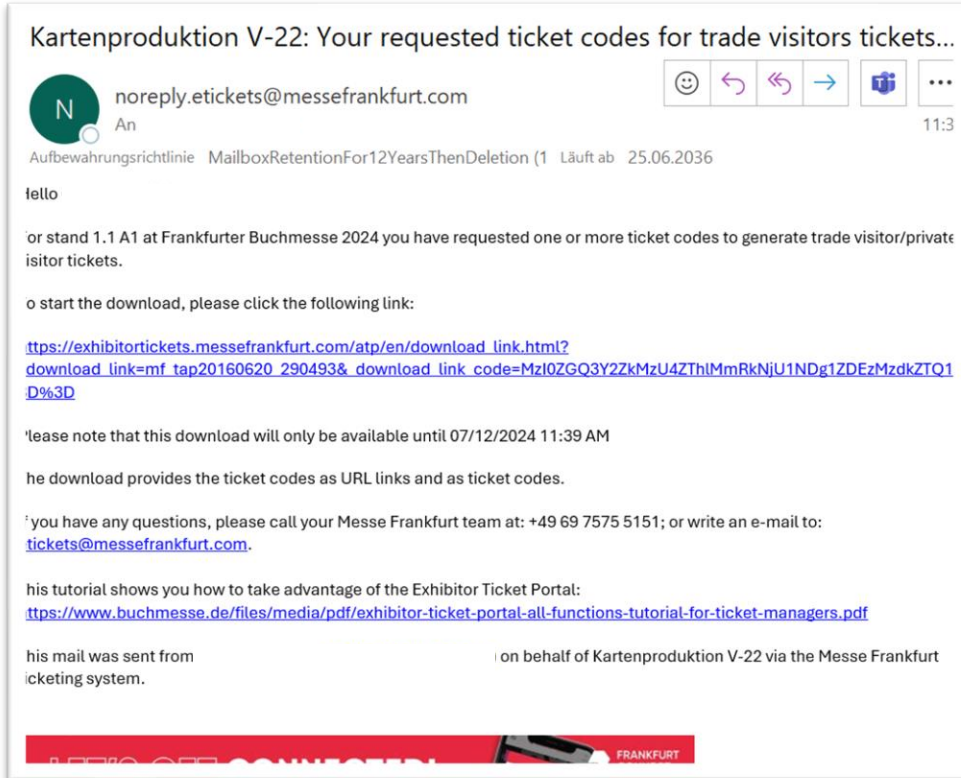 Kartenproduktion V-22: Your requested ticket codes for trade visitors tickets...
N
noreply.etickets@messefrankfurt.com
An
11:3
Aufbewahrungsrichtlinie MailboxRetentionFor12YearsThenDeletion (1 Läuft ab 25.06.2036
Hello
or stand 1.1 A1 at Frankfurter Buchmesse 2024 you have requested one or more ticket codes to generate trade visitor/private
isitor tickets.
o start the download, please click the following link:
ttps://exhibitortickets.messefrankfurt.com/atp/en/download_link.html?
download_link=mf_tap20160620_290493&_download_link_code=MzI0ZGQ3Y2ZkMzU4ZThlMmRkNjU1NDg1ZDEzMzdkZTQ1
D%3D
lease note that this download will only be available until 07/12/2024 11:39 AM
he download provides the ticket codes as URL links and as ticket codes.
f you have any questions, please call your Messe Frankfurt team at: +49 69 7575 5151; or write an e-mail to:
tickets@messefrankfurt.com.
his tutorial shows you how to take advantage of the Exhibitor Ticket Portal:
ttps://www.buchmesse.de/files/media/pdf/exhibitor-ticket-portal-all-functions-tutorial-for-ticket-managers.pdf
his mail was sent from on behalf of Kartenproduktion V-22 via the Messe Frankfurt
icketing system.
FRANKFURT